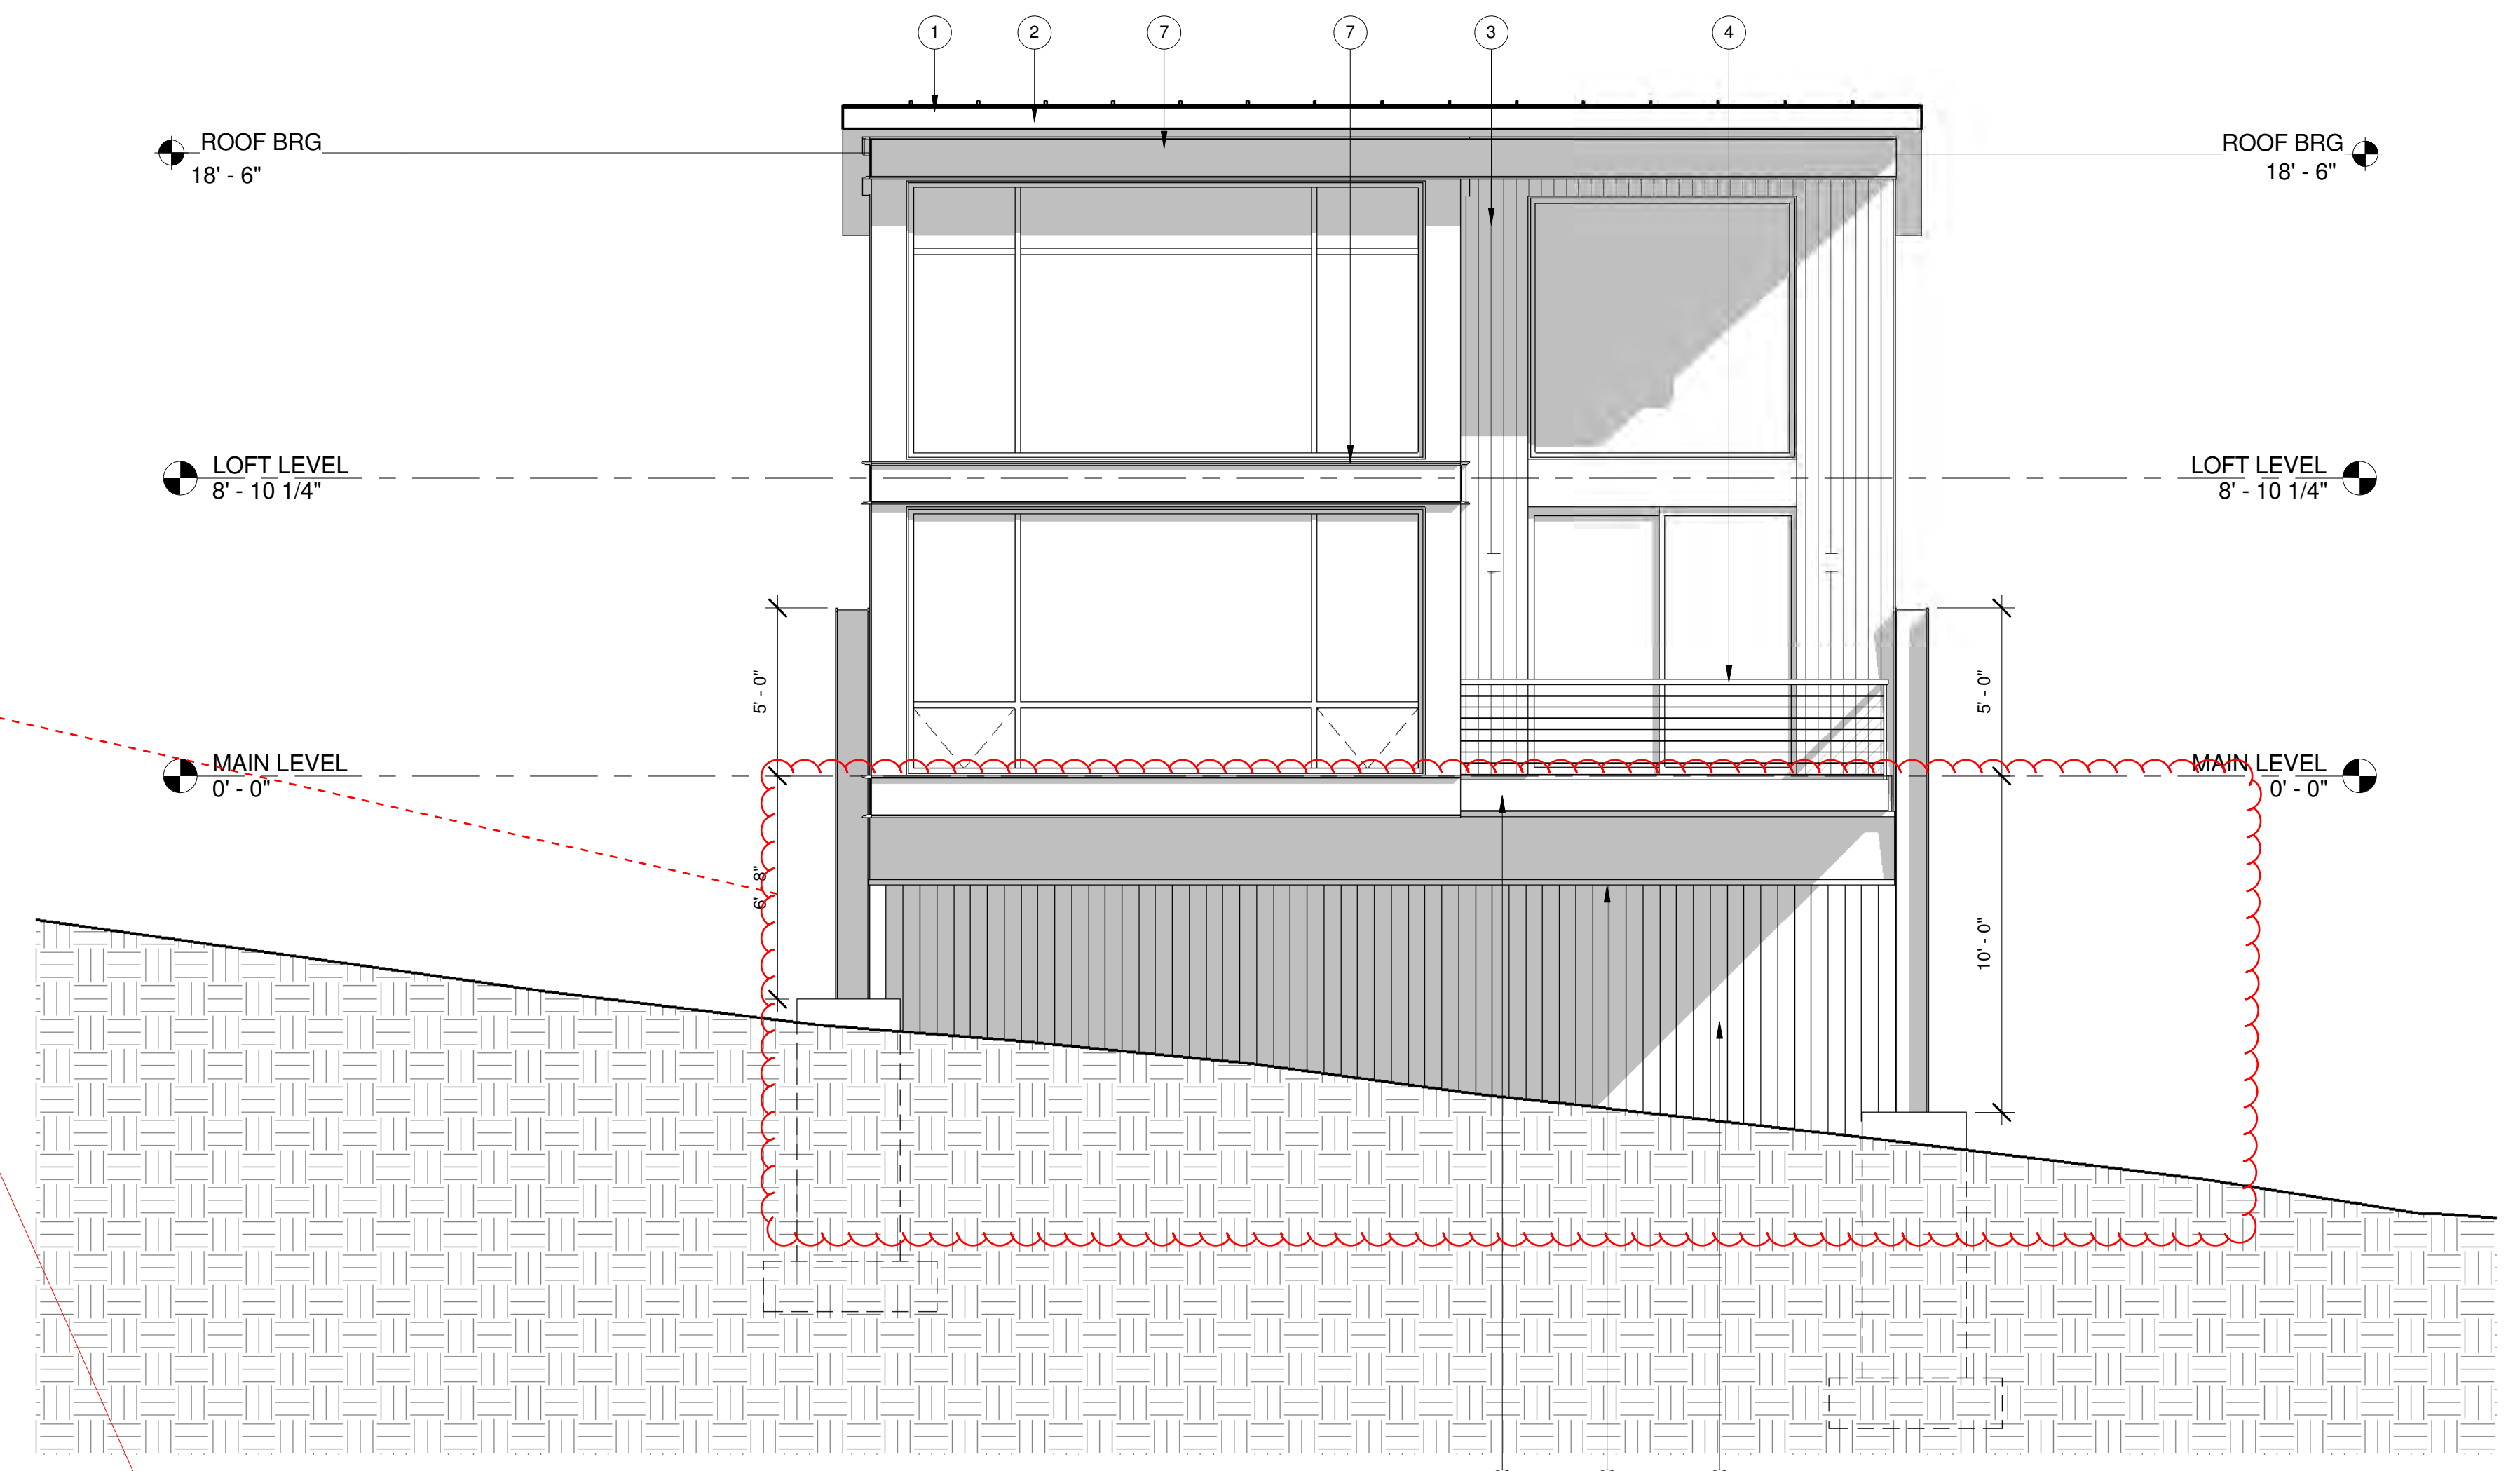 1 2 7 7 3 4
ROOF BRG
18' - 6"
ROOF BRG
18' - 6"
LOFT LEVEL
8' - 10 1/4"
LOFT LEVEL
8' - 10 1/4"
5' - 0"
5' - 0"
MAIN LEVEL
0' - 0"
MAIN LEVEL
0' - 0"
6' - 8"
10' - 0"